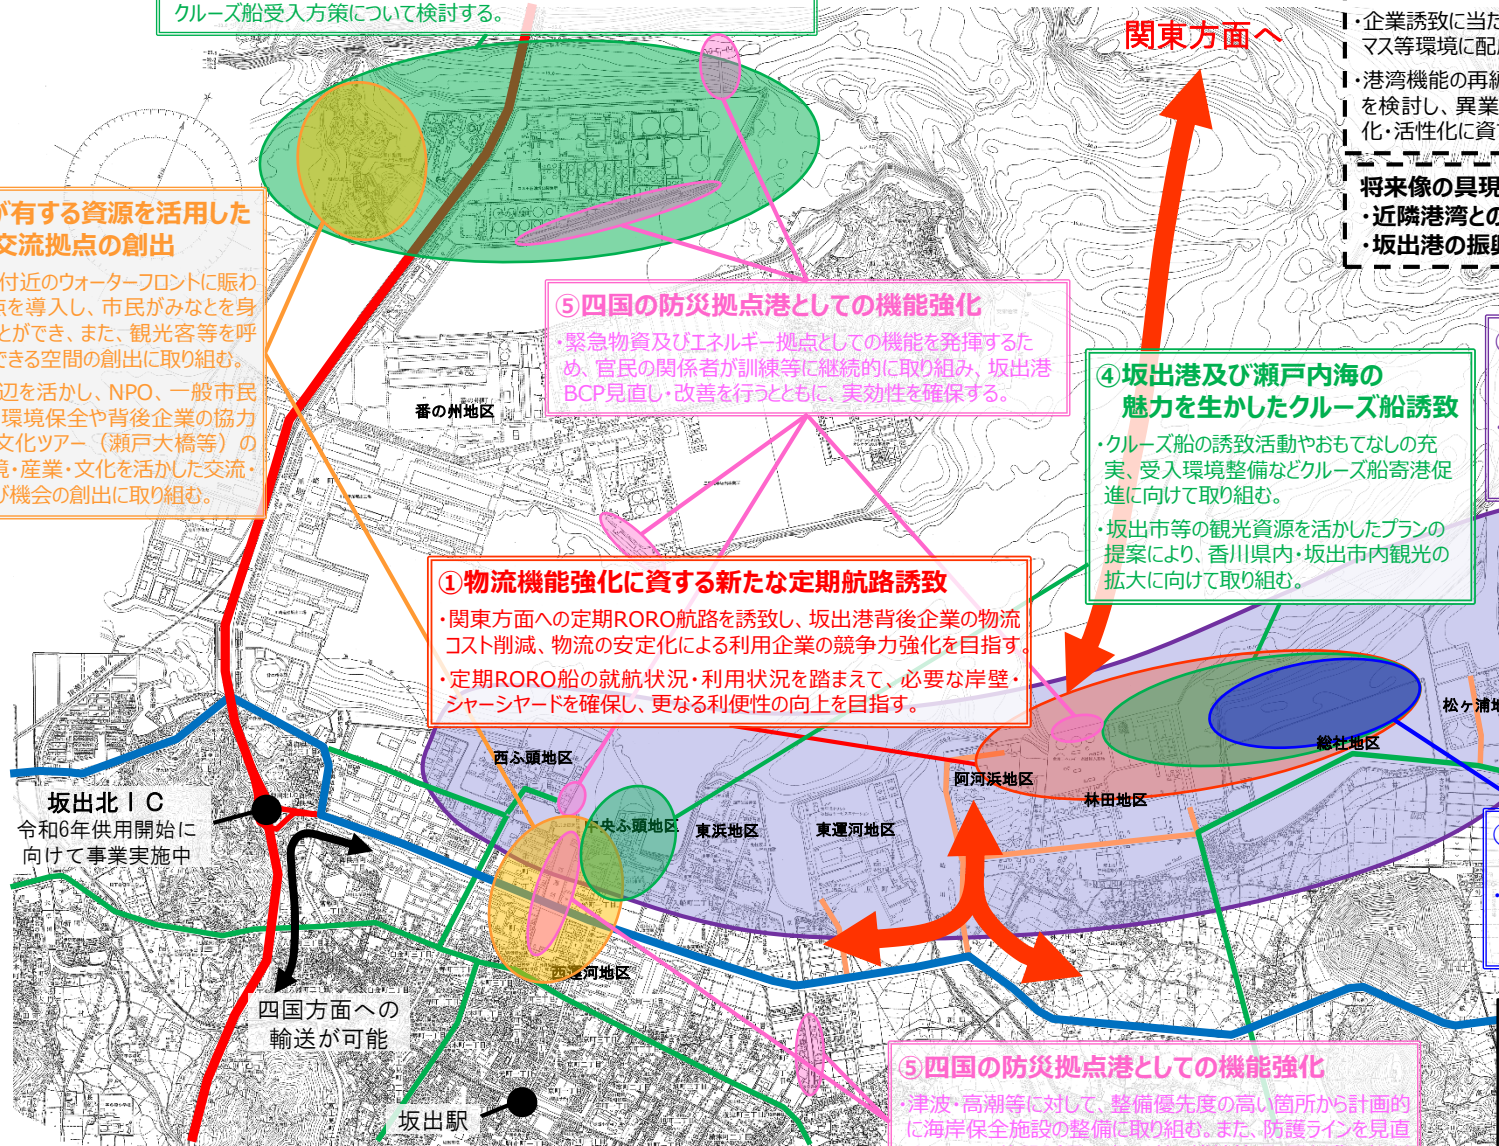 クルーズ船受入方策について検討する。
関東方面へ
・企業誘致に当た
マス等環境に配
・港湾機能の再
を検討し、異業
化・活性化に資
将来像の具現
・近隣港湾との
・坂出港の振
が有する資源を活用した
交流拠点の創出
付近のウォーターフロントに賑わ
点を導入し、市民がみなとを身
とができ、また、観光客等を呼
できる空間の創出に取り組む。
辺を活かし、NPO、一般市民
環境保全や背後企業の協力
文化ツアー（瀬戸大橋等）の
境・産業・文化を活かした交流・
び機会の創出に取り組む。
⑤四国の防災拠点港としての機能強化
・緊急物資及びエネルギー拠点としての機能を発揮するた
め、官民の関係者が訓練等に継続的に取り組み、坂出港
BCP見直し・改善を行うとともに、実効性を確保する。
番の州地区
④坂出港及び瀬戸内海の
魅力を生かしたクルーズ船誘致
・クルーズ船の誘致活動やおもてなしの充
実、受入環境整備などクルーズ船寄港促
進に向けて取り組む。
・坂出市等の観光資源を活かしたプランの
提案により、香川県内・坂出市内観光の
拡大に向けて取り組む。
①物流機能強化に資する新たな定期航路誘致
・関東方面への定期RORO航路を誘致し、坂出港背後企業の物流
コスト削減、物流の安定化による利用企業の競争力強化を目指す。
・定期RORO船の就航状況・利用状況を踏まえて、必要な岸壁・
シャーシヤードを確保し、更なる利便性の向上を目指す。
松ヶ浦地
総社地区
西ふ頭地区
阿河浜地区
林田地区
中央ふ頭地区
東浜地区
東運河地区
坂出北IC
令和6年供用開始に
向けて事業実施中
西運河地区
四国方面への
輸送が可能
坂出駅
⑤四国の防災拠点港としての機能強化
・津波・高潮等に対して、整備優先度の高い箇所から計画的
に海岸保全施設の整備に取り組む。また、防護ラインを見直